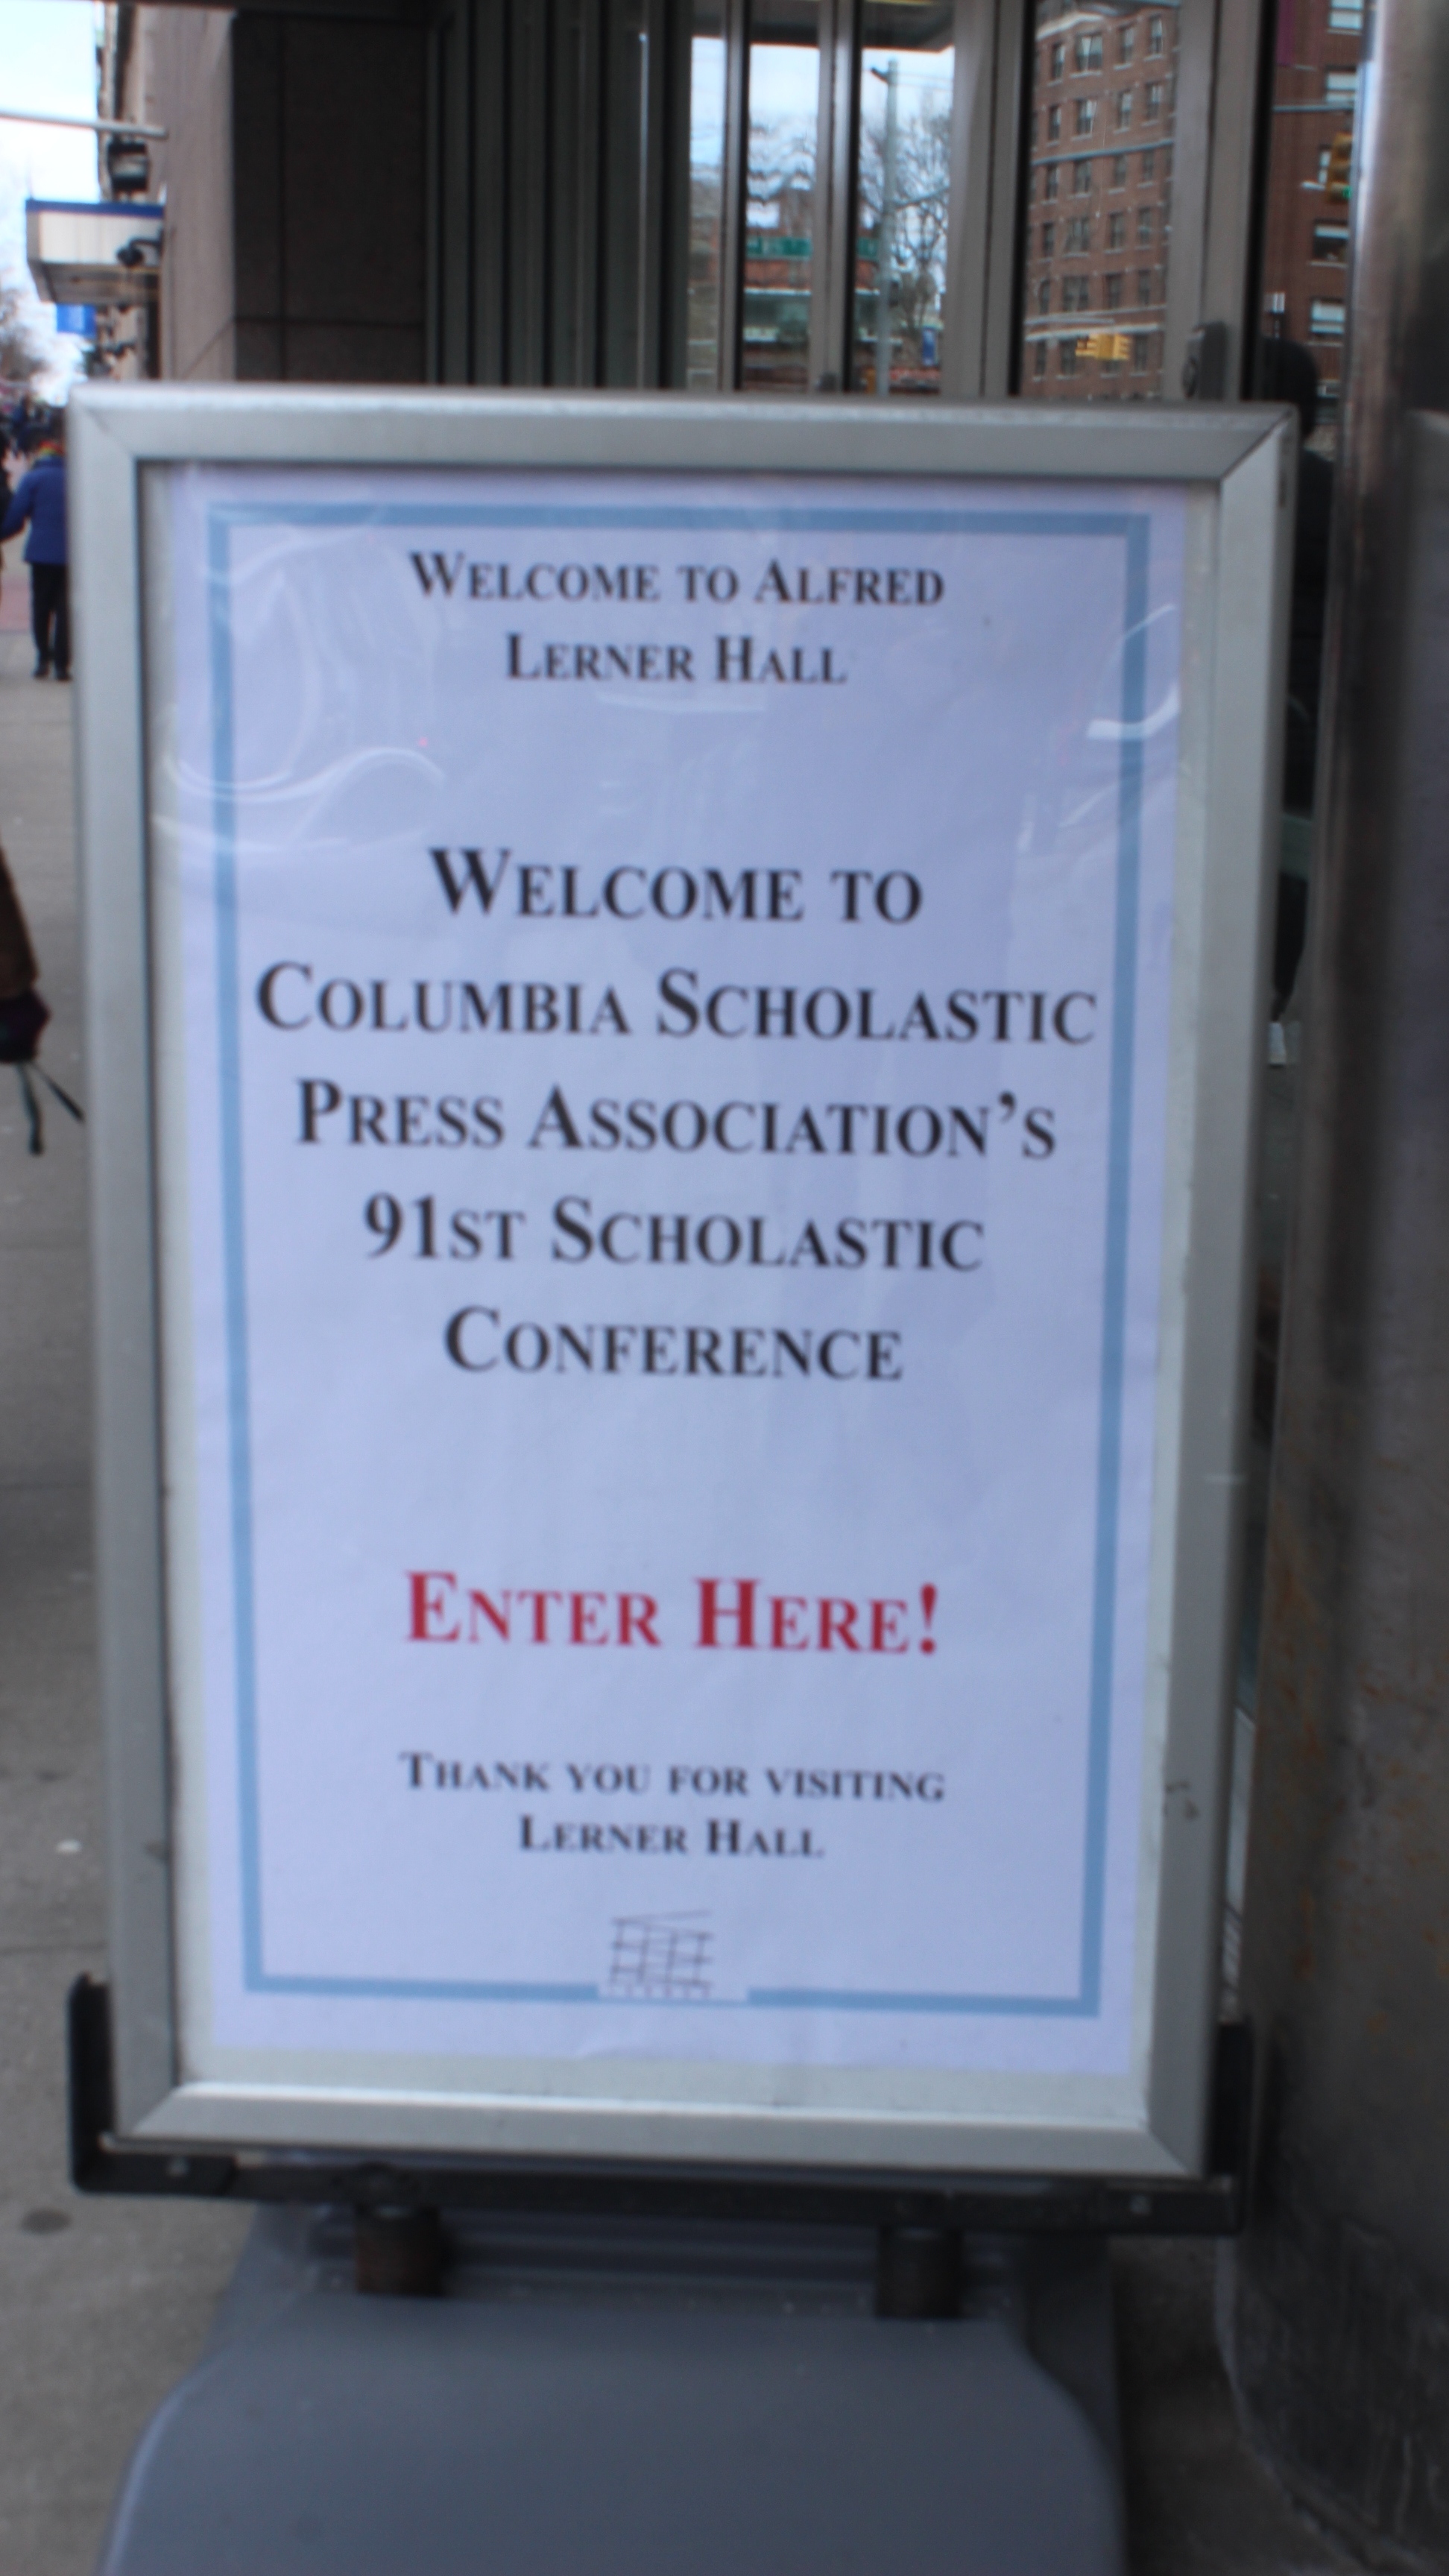 WELCOME TO ALFRED
LERNER HALL
WELCOME TO
COLUMBIA SCHOLASTIC
PRESS ASSOCIATION'S
91ST SCHOLASTIC
CONFERENCE
ENTER HERE!
THANK YOU FOR VISITING
LERNER HALL